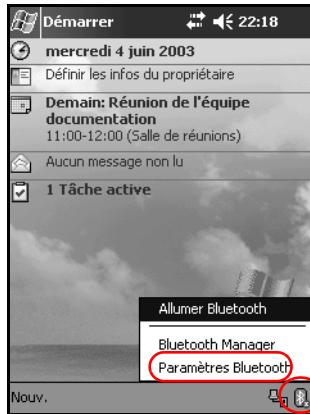 Démarrer 22:18
mercredi 4 juin 2003
Définir les infos du propriétaire
Demain: Réunion de l'équipe
documentation
11:00-12:00 (Salle de réunions)
Aucun message non lu
1 Tâche active
Allumer Bluetooth
Bluetooth Manager
Paramètres Bluetooth
Nouv.